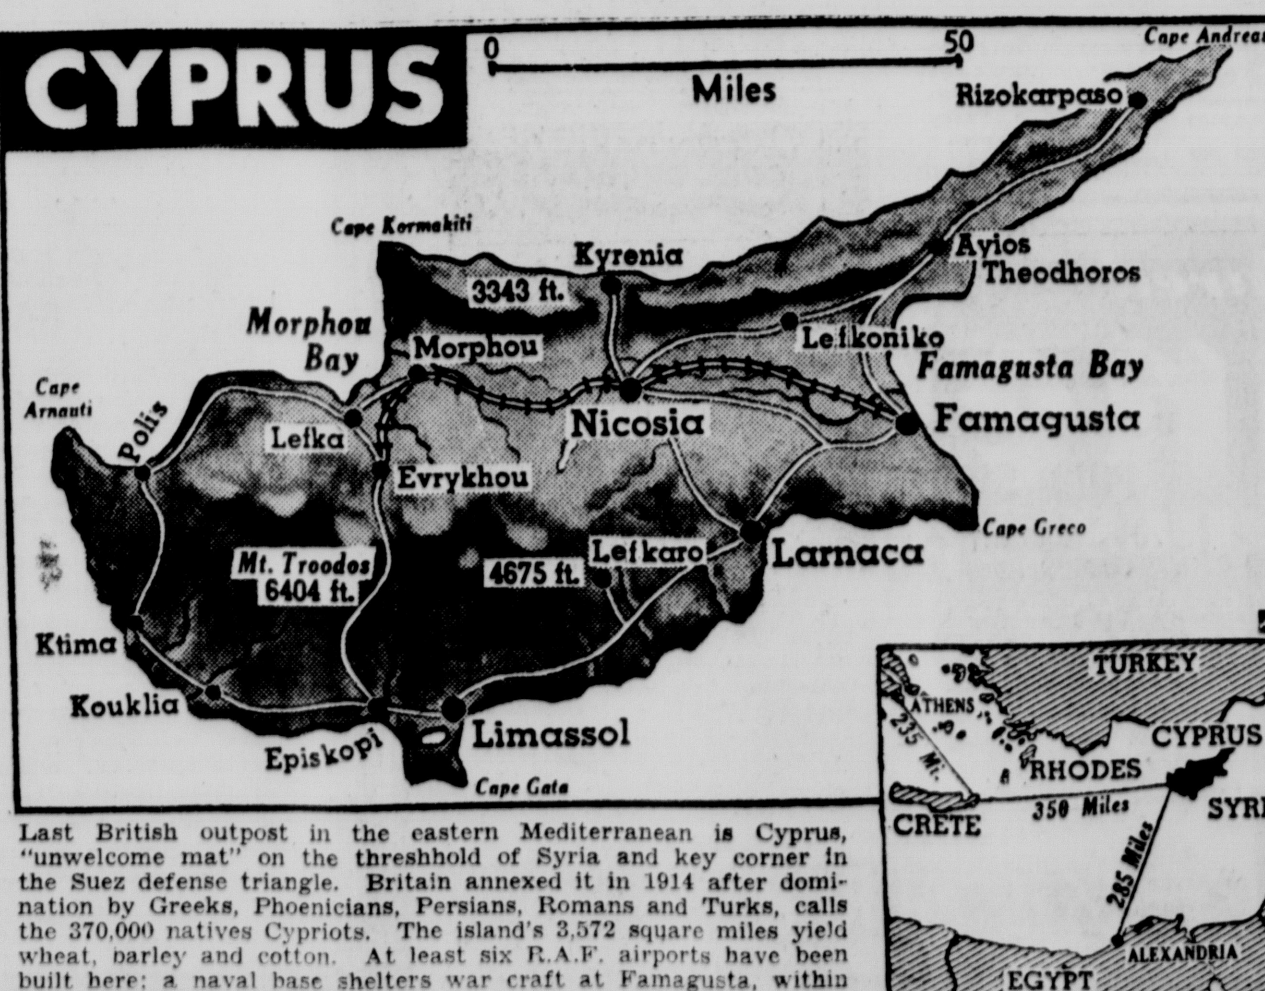 CYPRUS
0 50
Miles
Cape Andreas
Rizokarpaso
Cape Kormakiti
Kyrenia
Ayios
Theodhoros
3343 ft.
Morphou
Bay
Morphou
Lefkoniko
Famagusta Bay
Cape
Arnauti
Polis
Lefka
Nicosia
Famagusta
Evrykhou
Cape Greco
Mt. Troodos
6404 ft.
4675 ft.
Lefkaro
Larnaca
Ktima
Kouklia
Episkopi
Limassol
Cape Gata
TURKEY
ATHENS
235 Mi.
CYPRUS
RHODES
350 Miles
CRETE
SYRI
285 Miles
ALEXANDRIA
EGYPT
Last British outpost in the eastern Mediterranean is Cyprus,
"unwelcome mat" on the threshhold of Syria and key corner in
the Suez defense triangle. Britain annexed it in 1914 after domi-
nation by Greeks, Phoenicians, Persians, Romans and Turks, calls
the 370,000 natives Cypriots. The island's 3,572 square miles yield
wheat, barley and cotton. At least six R.A.F. airports have been
built here; a naval base shelters war craft at Famagusta, within